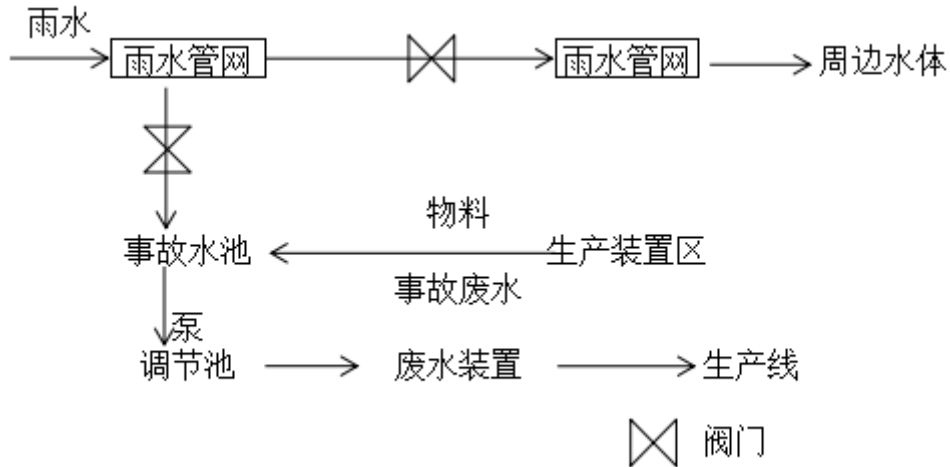 雨水
雨水管网
雨水管网
周边水体
物料
事故水池
生产装置区
事故废水
泵
调节池
废水装置
生产线
阀门